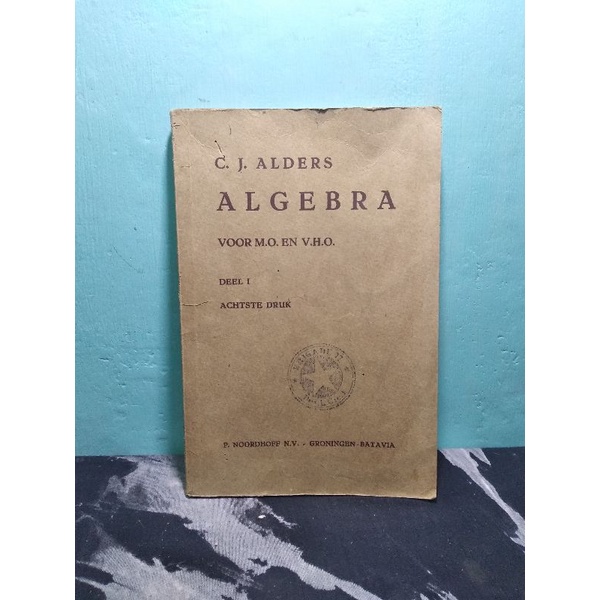 C. J. ALDERS
ALGEBRA
VOOR M.O. EN V.H.O.
DEEL I
ACHTSTE DRUK
P. NOORDHOFF N.V. - GRONINGEN-BATAVIA